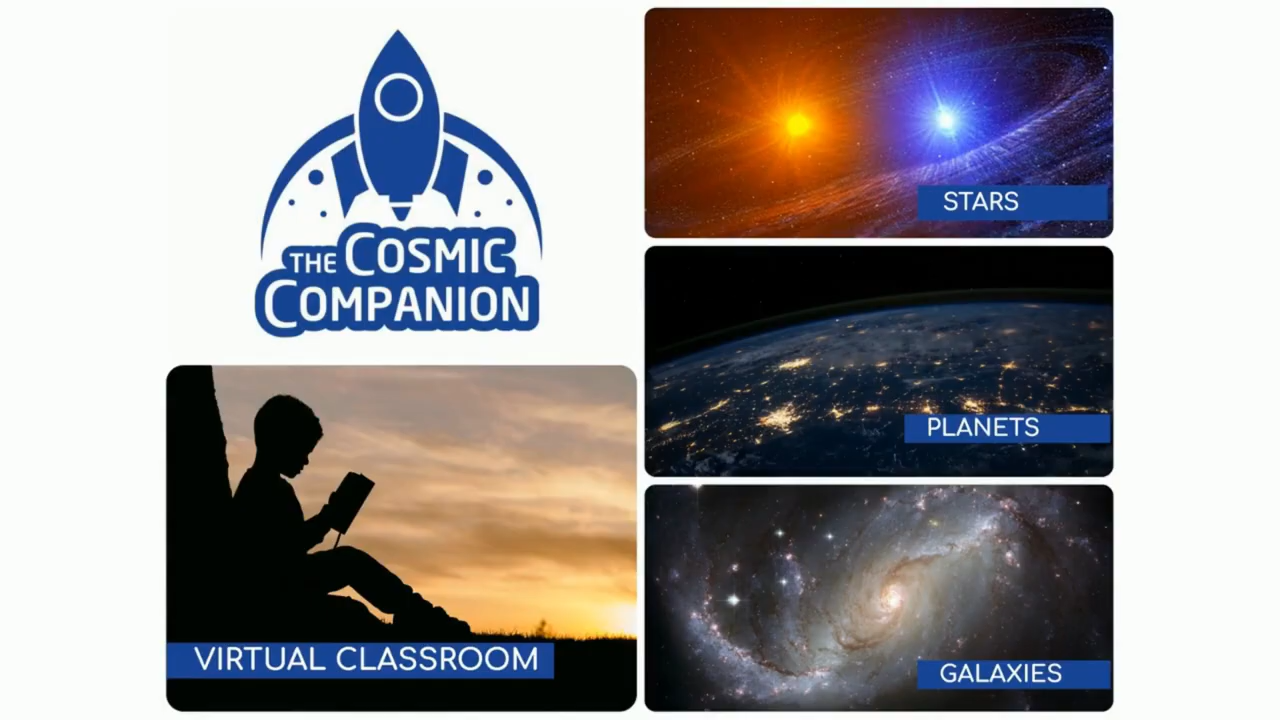 THE COSMIC
COMPANION
VIRTUAL CLASSROOM
STARS
PLANETS
GALAXIES